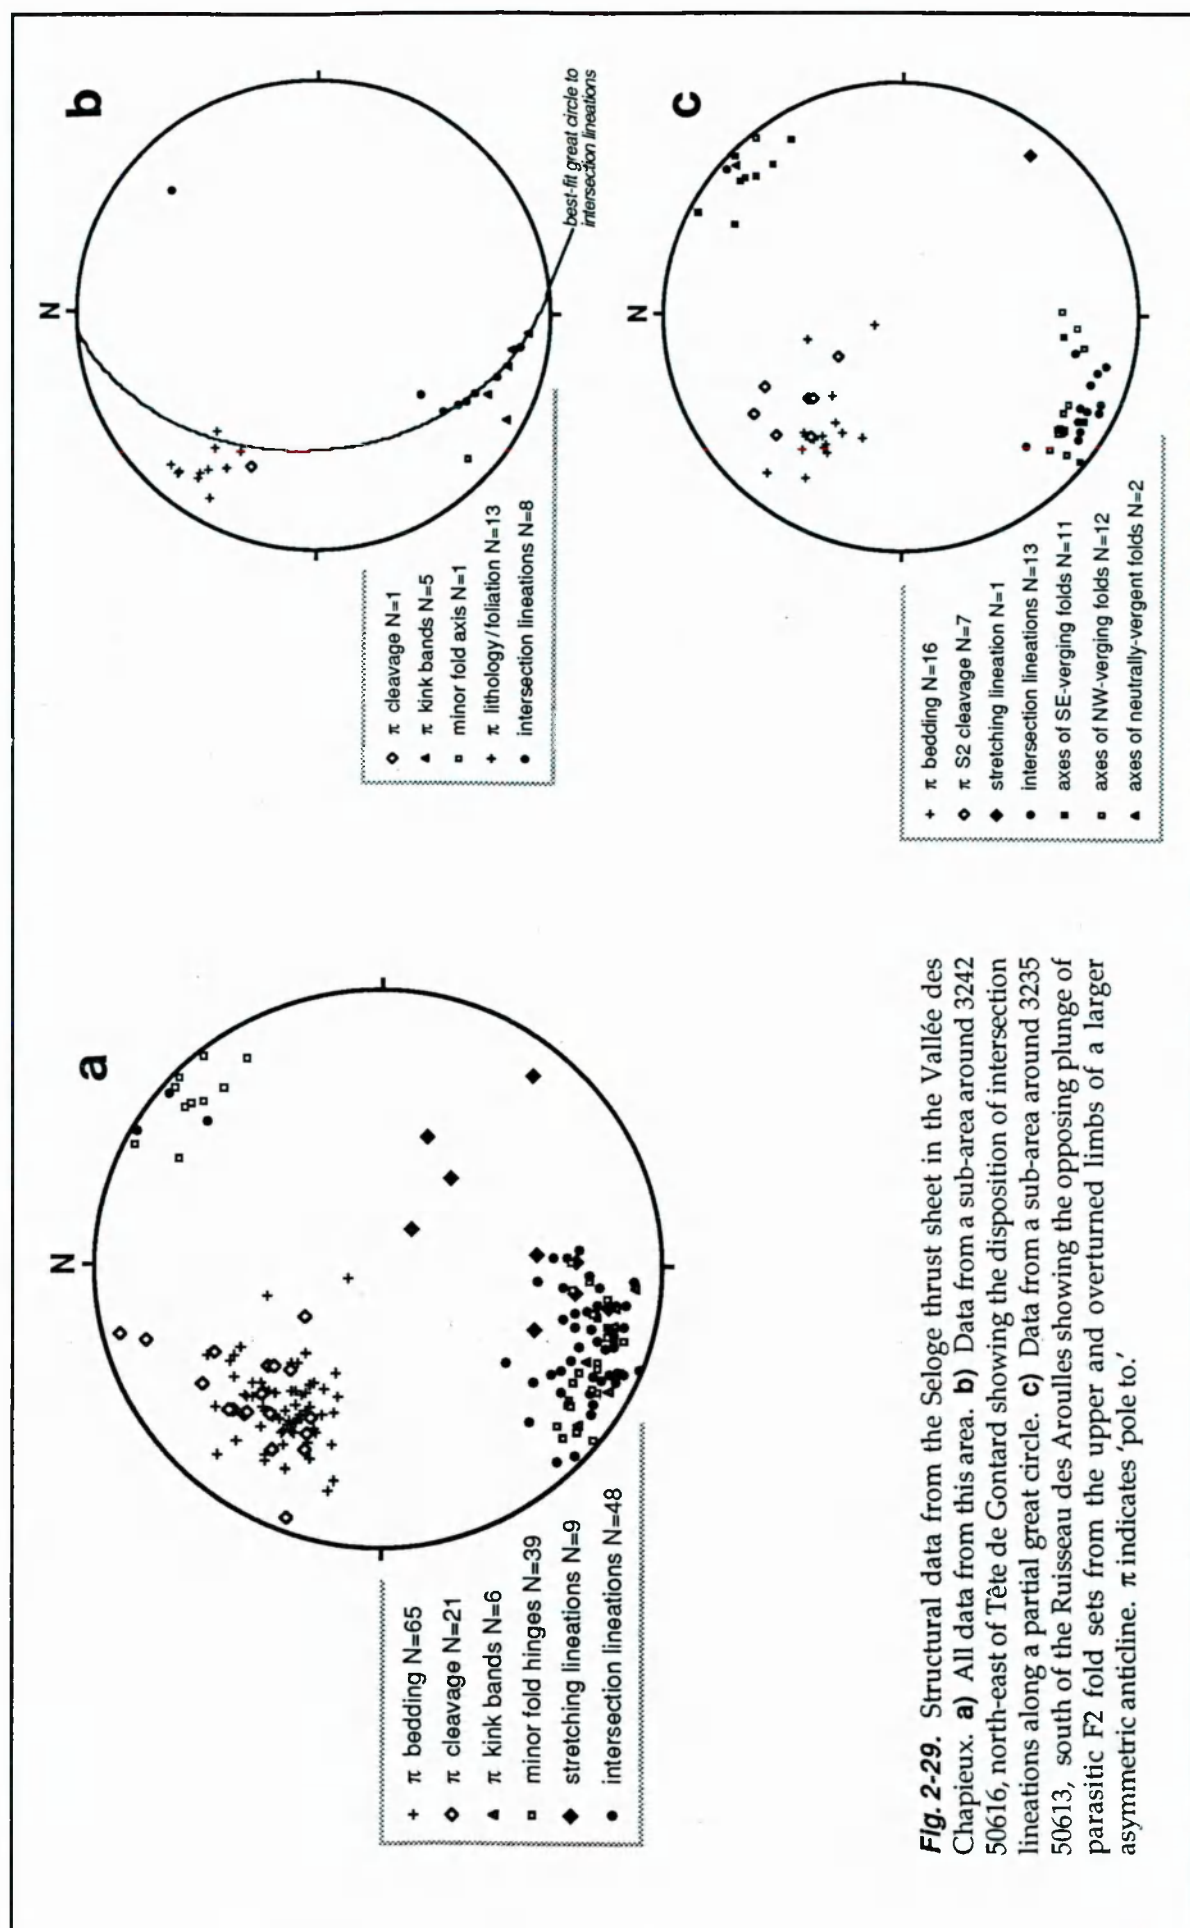 a
N
+ π bedding N=65
◇ π cleavage N=21
▲ π kink bands N=6
□ minor fold hinges N=39
◆ stretching lineations N=9
● intersection lineations N=48
b
N
best-fit great circle to
intersection lineations
◇ π cleavage N=1
▲ π kink bands N=5
□ minor fold axis N=1
+ π lithology/foliation N=13
● intersection lineations N=8
c
N
+ π bedding N=16
◇ π S2 cleavage N=7
◆ stretching lineation N=1
● intersection lineations N=13
■ axes of SE-verging folds N=11
□ axes of NW-verging folds N=12
▲ axes of neutrally-vergent folds N=2
Fig. 2-29. Structural data from the Seloge thrust sheet in the Vallée des
Chapieux. a) All data from this area. b) Data from a sub-area around 3242
50616, north-east of Tête de Gontard showing the disposition of intersection
lineations along a partial great circle. c) Data from a sub-area around 3235
50613, south of the Ruisseau des Aroulles showing the opposing plunge of
parasitic F2 fold sets from the upper and overturned limbs of a larger
asymmetric anticline. π indicates 'pole to.'